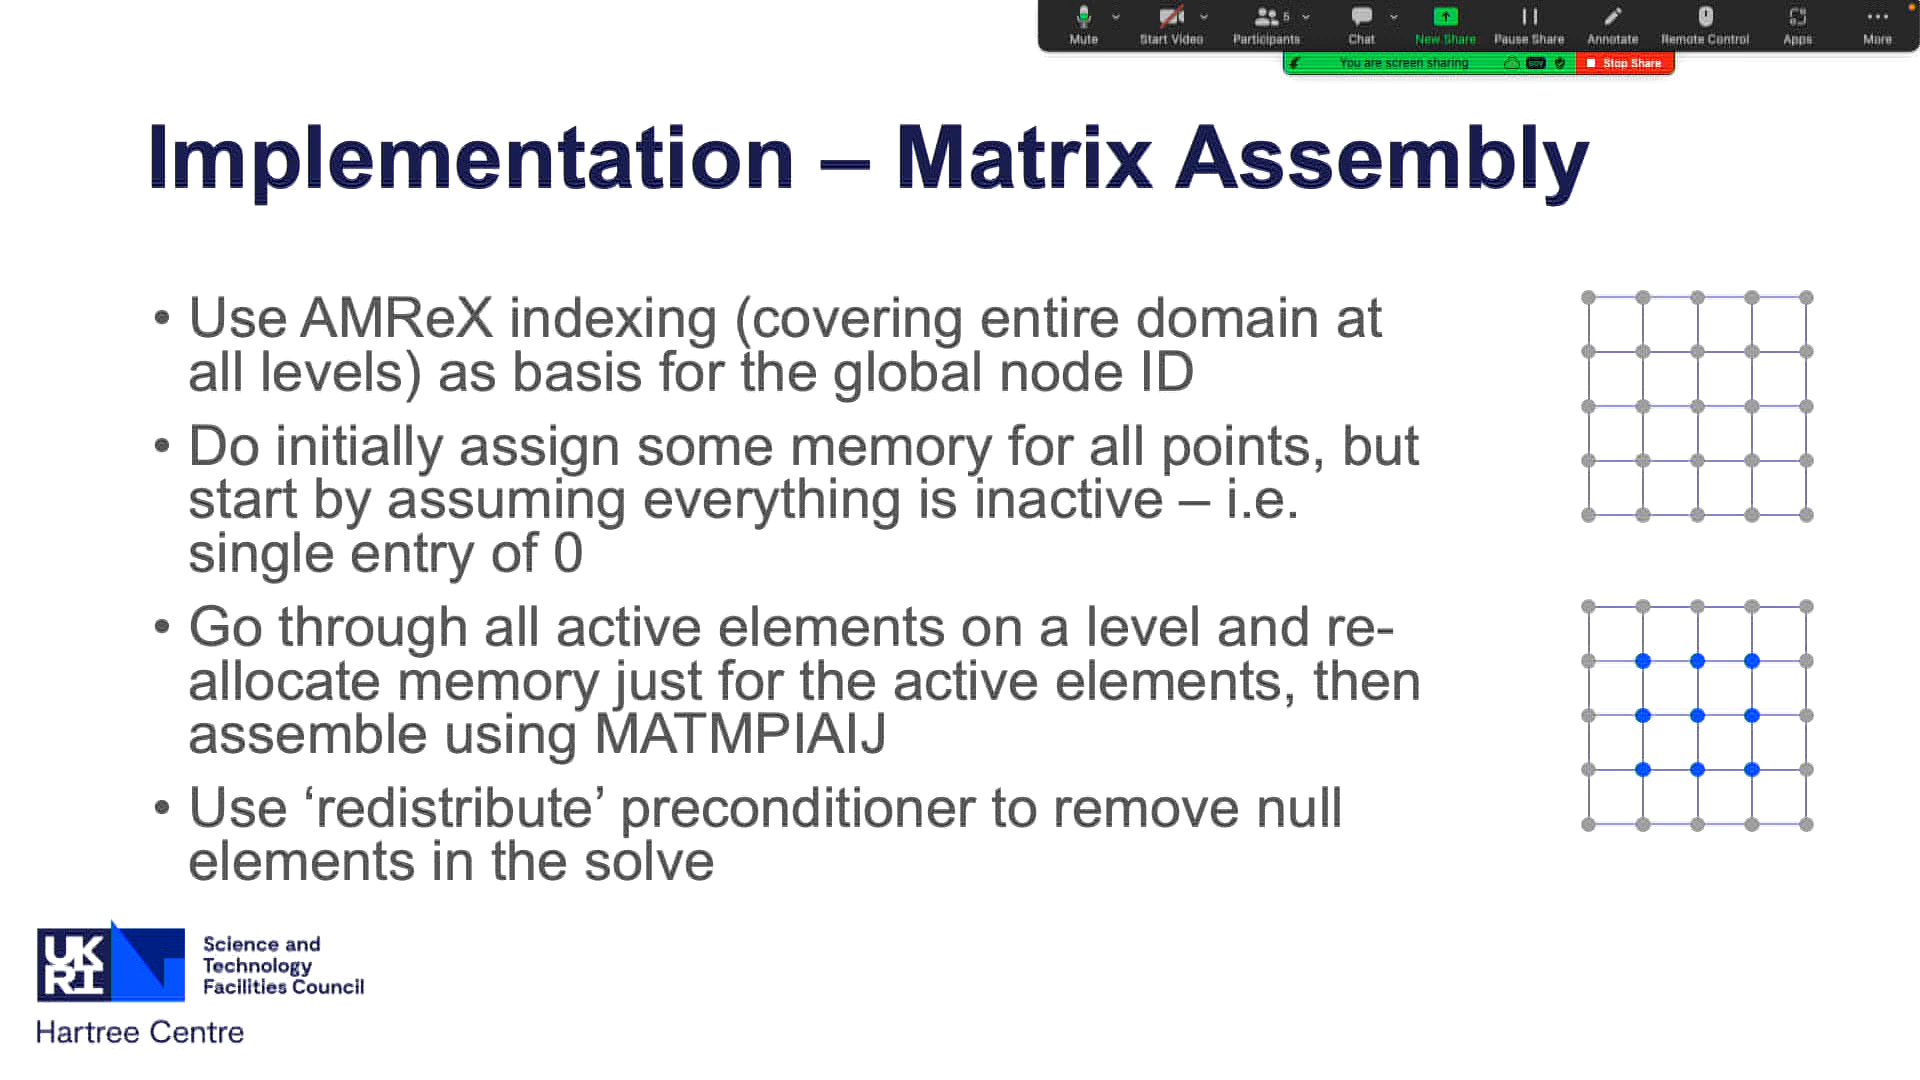 Mute
Start Video
Participants
5
Chat
New Share
Pause Share
Annotate
Remote Control
Apps
More
You are screen sharing
Stop Share
Implementation – Matrix Assembly
• Use AMReX indexing (covering entire domain at
all levels) as basis for the global node ID
• Do initially assign some memory for all points, but
start by assuming everything is inactive – i.e.
single entry of 0
• Go through all active elements on a level and re-
allocate memory just for the active elements, then
assemble using MATMPIAIJ
• Use ‘redistribute’ preconditioner to remove null
elements in the solve
UK
RI
Science and
Technology
Facilities Council
Hartree Centre